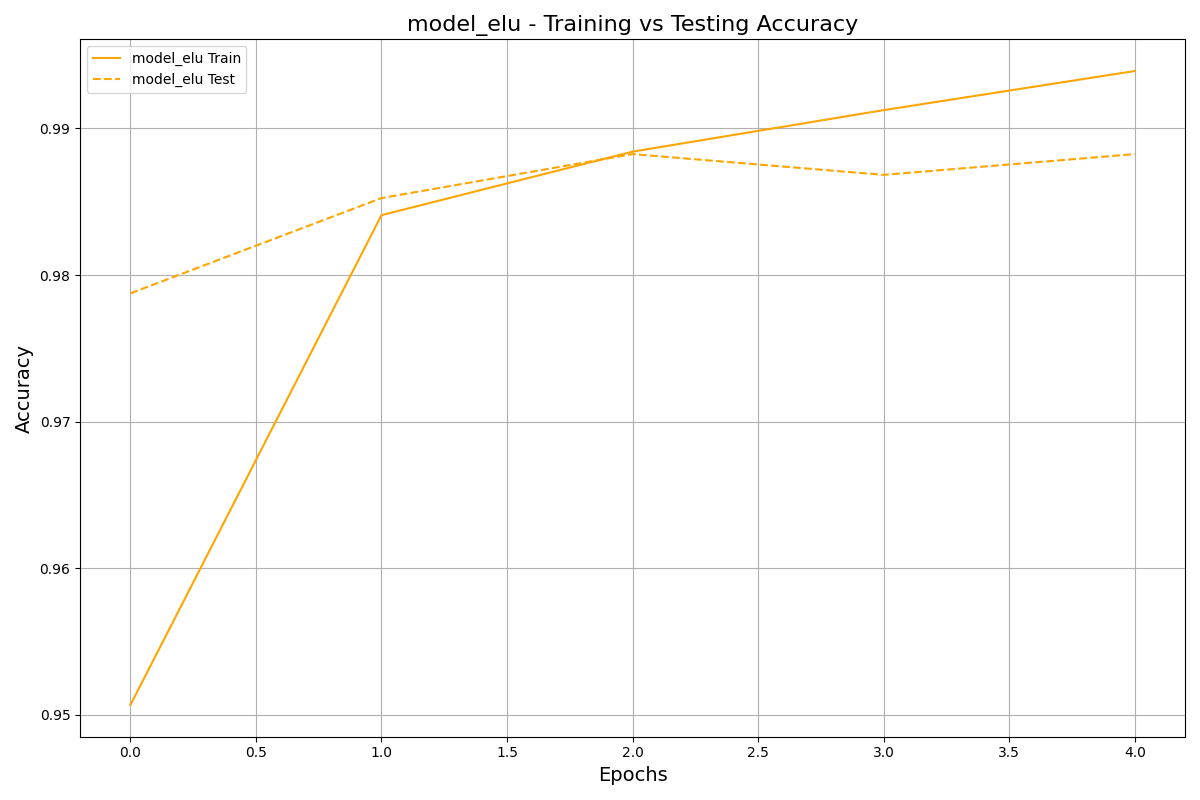 model_elu - Training vs Testing Accuracy
model_elu Train
model_elu Test
Accuracy
0.99
0.98
0.97
0.96
0.95
0.0 0.5 1.0 1.5 2.0 2.5 3.0 3.5 4.0
Epochs